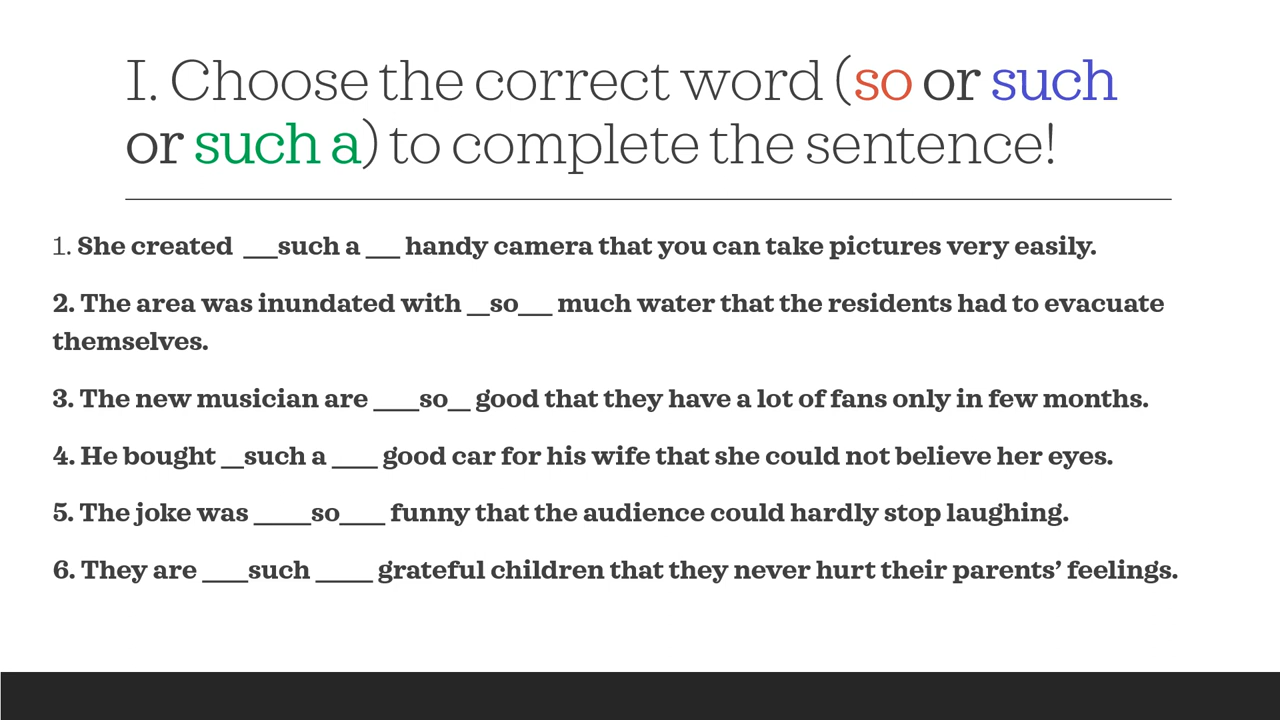 I. Choose the correct word (so or such
or such a) to complete the sentence!
1. She created ___such a ___ handy camera that you can take pictures very easily.
2. The area was inundated with __so___ much water that the residents had to evacuate
themselves.
3. The new musician are ____so__ good that they have a lot of fans only in few months.
4. He bought __such a ____ good car for his wife that she could not believe her eyes.
5. The joke was _____so____ funny that the audience could hardly stop laughing.
6. They are ____such _____ grateful children that they never hurt their parents’ feelings.